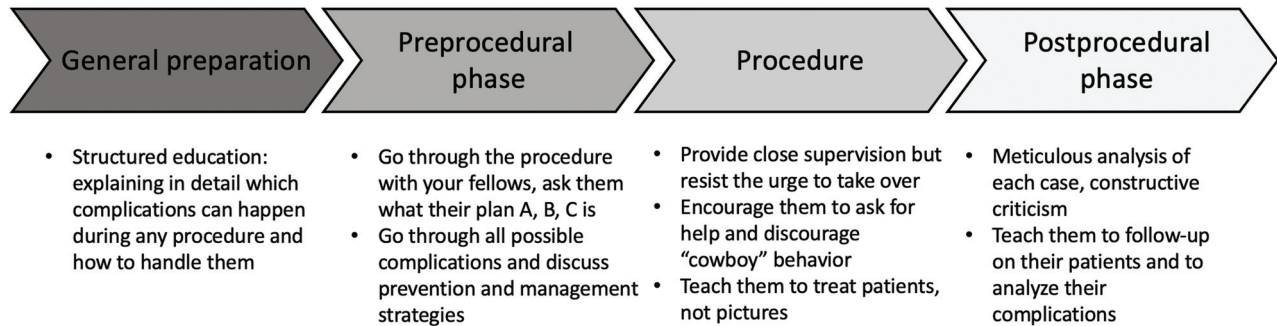 General preparation
Preprocedural
phase
Procedure
Postprocedural
phase
• Structured education:
explaining in detail which
complications can happen
during any procedure and
how to handle them
• Go through the procedure
with your fellows, ask them
what their plan A, B, C is
• Go through all possible
complications and discuss
prevention and management
strategies
• Provide close supervision but
resist the urge to take over
• Encourage them to ask for
help and discourage
“cowboy” behavior
• Teach them to treat patients,
not pictures
• Meticulous analysis of
each case, constructive
criticism
• Teach them to follow-up
on their patients and to
analyze their
complications